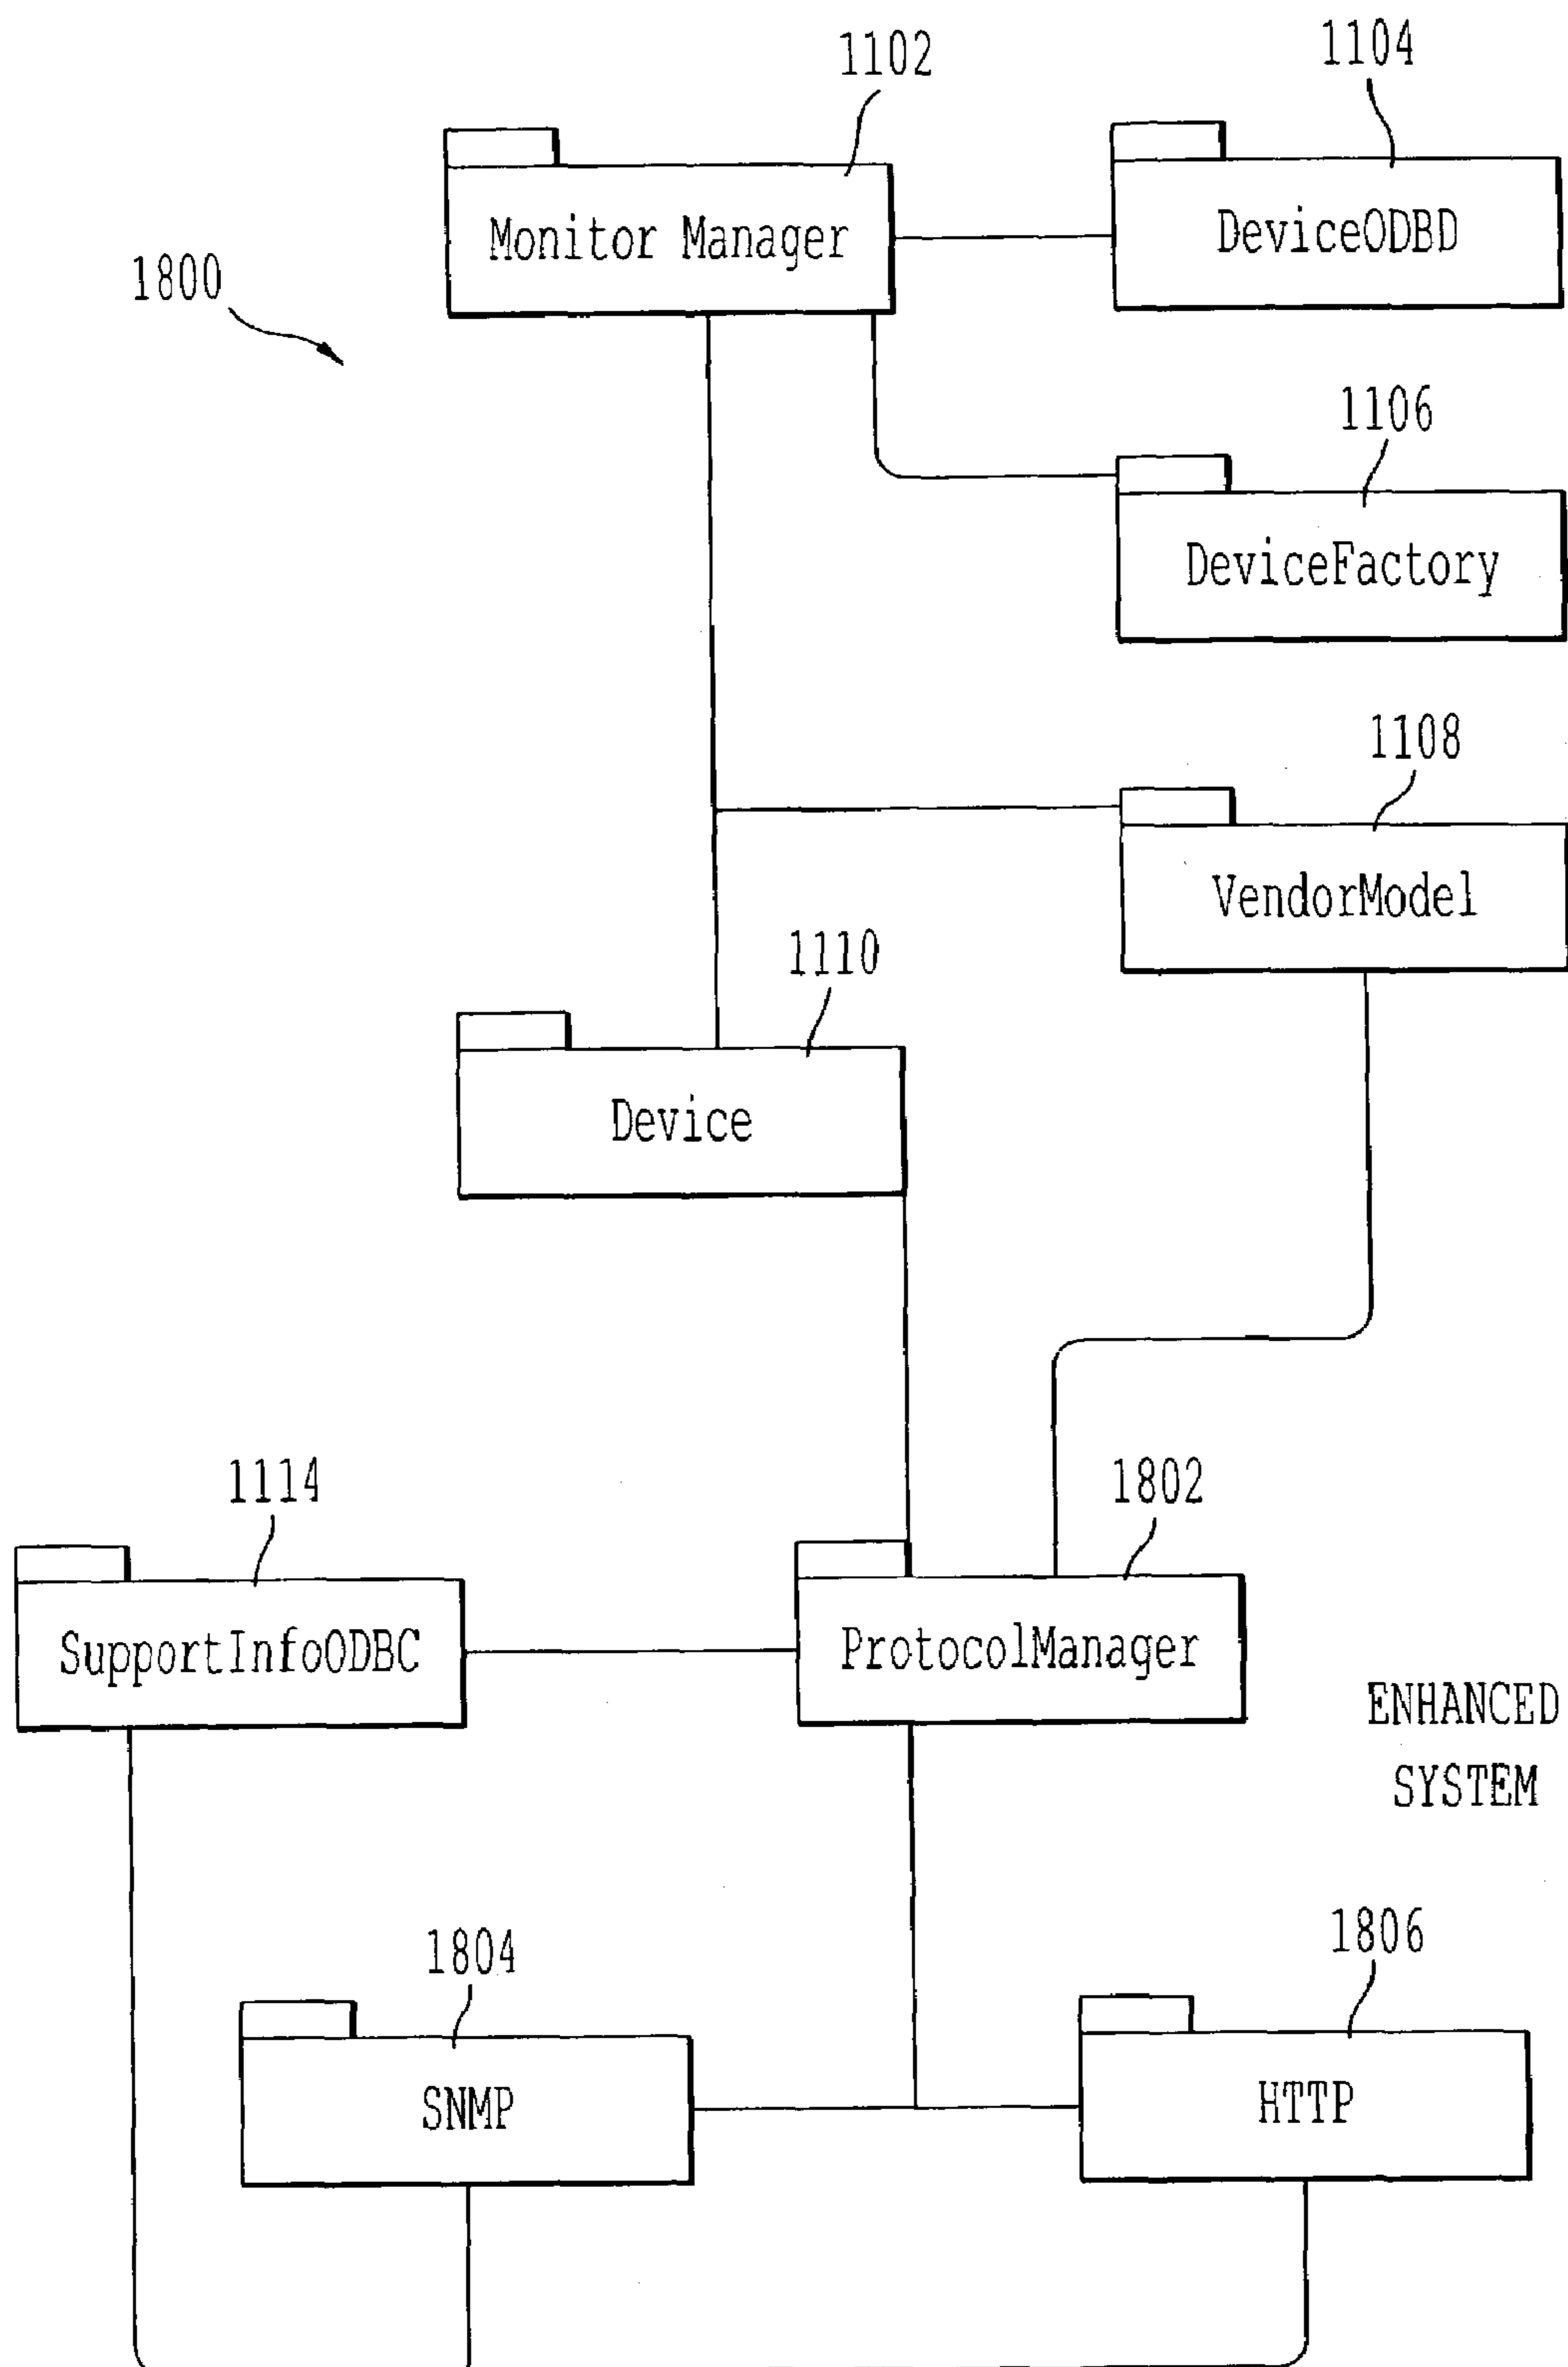 1102
1104
Monitor Manager
DeviceODBD
1800
1106
DeviceFactory
1108
VendorModel
1110
Device
1114
1802
SupportInfoODBC
ProtocolManager
ENHANCED
SYSTEM
1804
1806
SNMP
HTTP